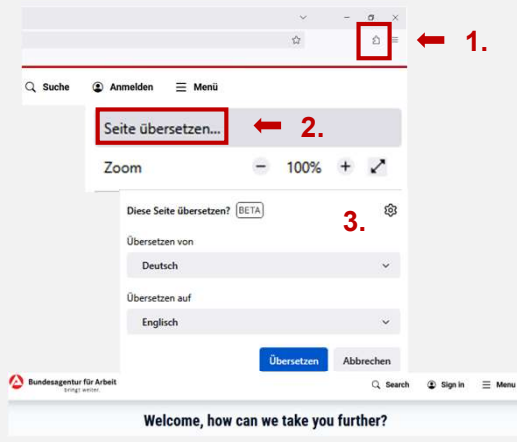 1.
Suche Anmelden Menü
Seite übersetzen... 2.
Zoom 100%
Diese Seite übersetzen? BETA
3.
Übersetzen von
Deutsch
Übersetzen auf
Englisch
Übersetzen Abbrechen
Bundesagentur für Arbeit
bringt weiter.
Search Sign in Menu
Welcome, how can we take you further?